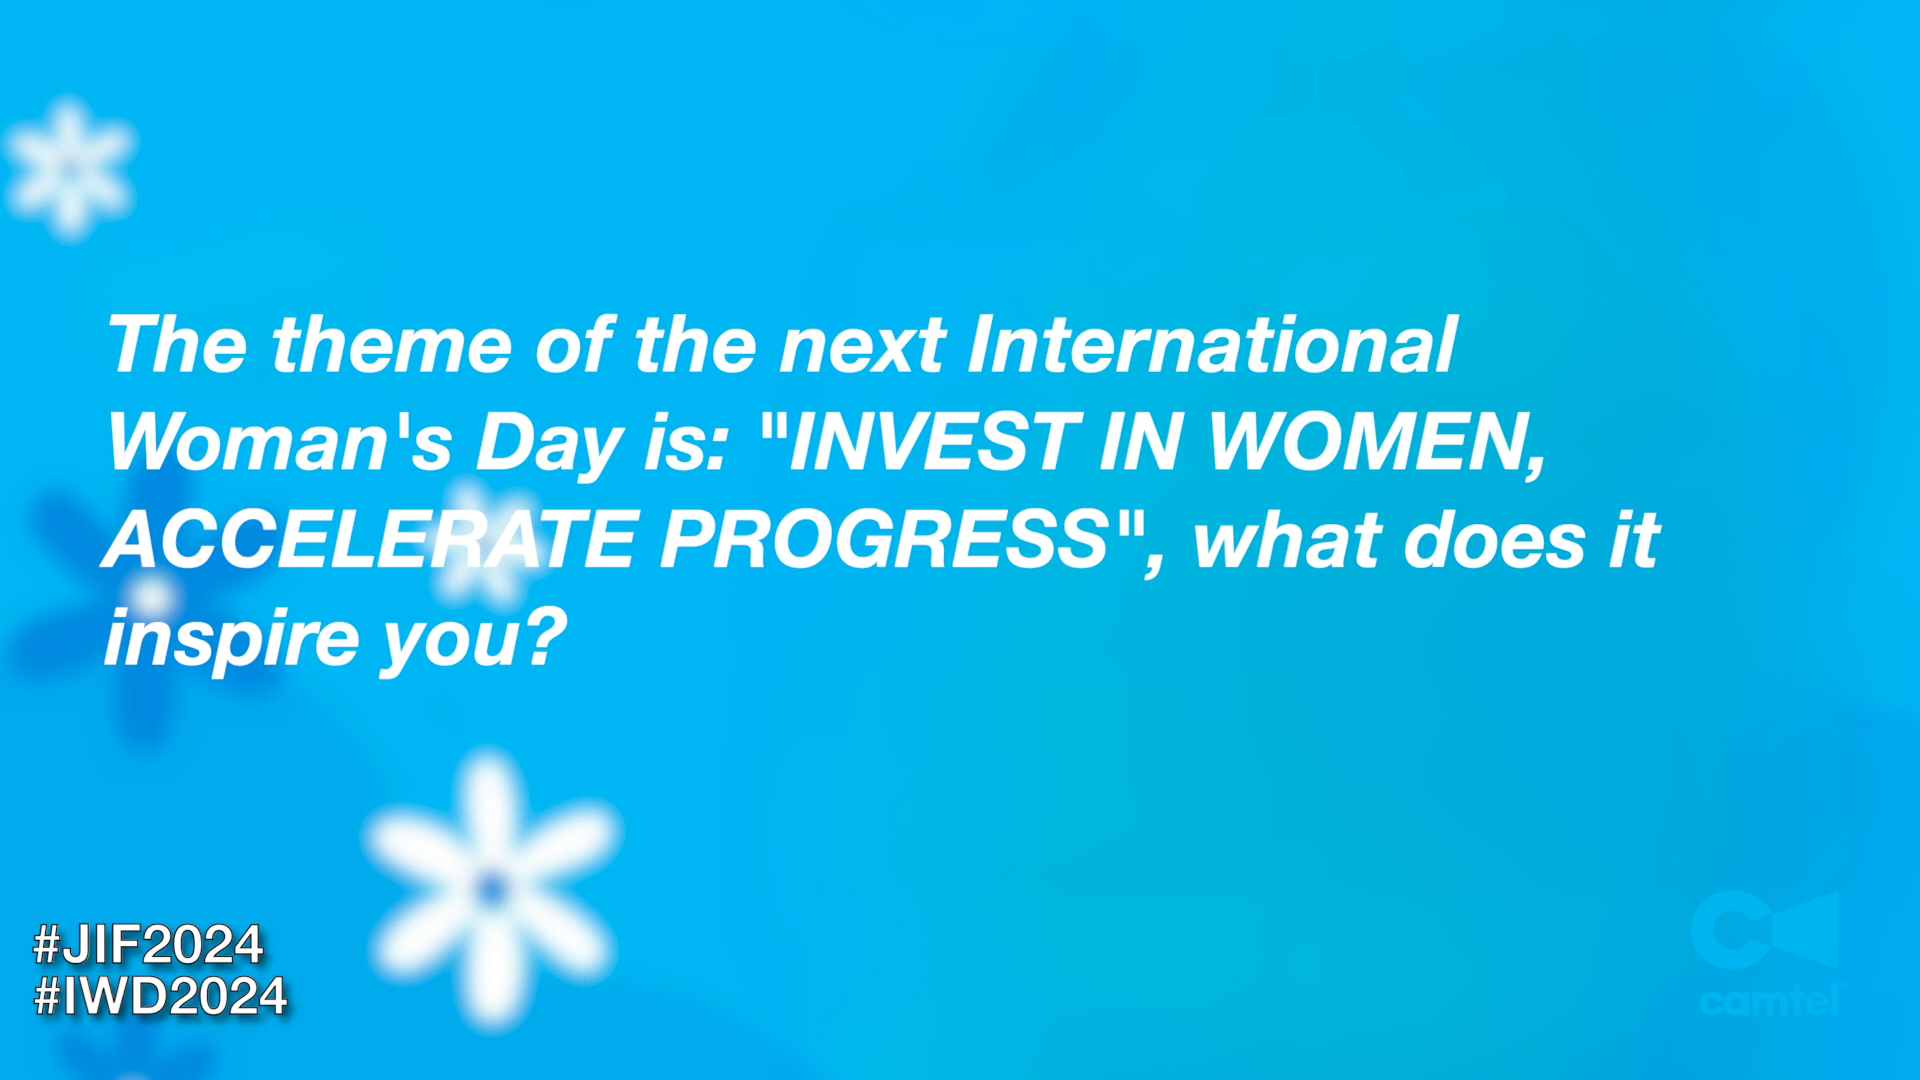 The theme of the next International
Woman's Day is: "INVEST IN WOMEN,
ACCELERATE PROGRESS", what does it
inspire you?
#JIF2024
#IWD2024
camtel